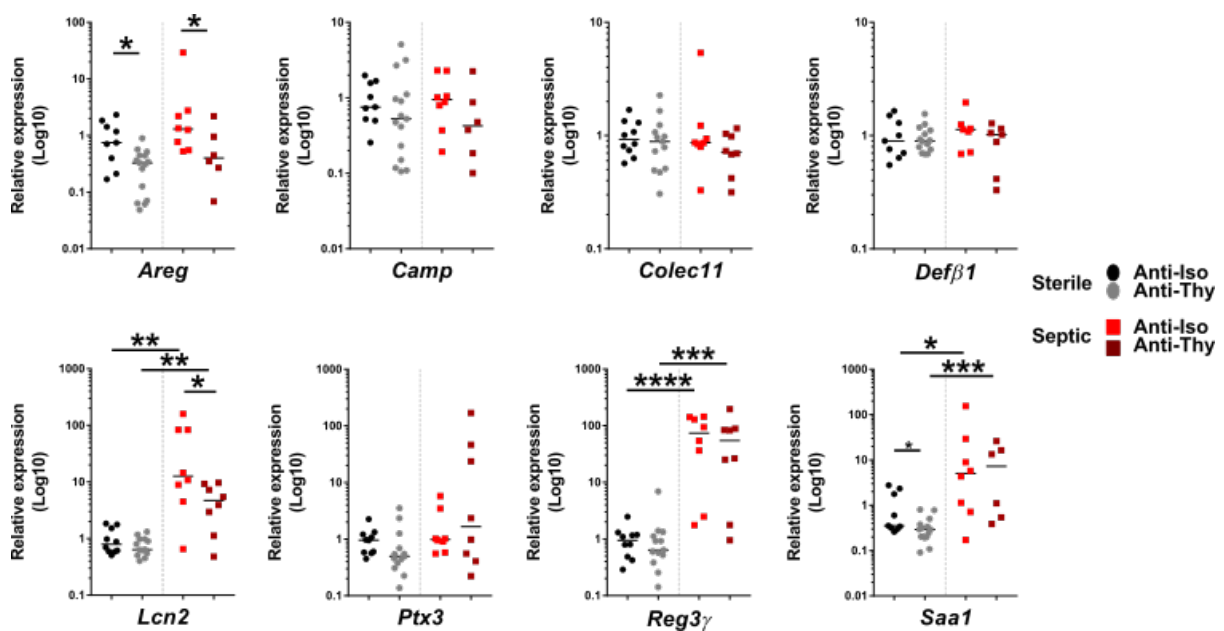 *
*
Relative expression
(Log10)
100
10
1
0.1
0.01
Areg
Relative expression
(Log10)
10
1
0.1
0.01
Camp
Relative expression
(Log10)
10
1
0.1
Colec11
Relative expression
(Log10)
10
1
0.1
Defβ1
Sterile
Anti-Iso
Anti-Thy
Septic
Anti-Iso
Anti-Thy
**
**
*
Relative expression
(Log10)
1000
100
10
1
0.1
Lcn2
Relative expression
(Log10)
1000
100
10
1
0.1
Ptx3
***
****
Relative expression
(Log10)
1000
100
10
1
0.1
Reg3γ
*
***
*
Relative expression
(Log10)
1000
100
10
1
0.1
0.01
Saa1